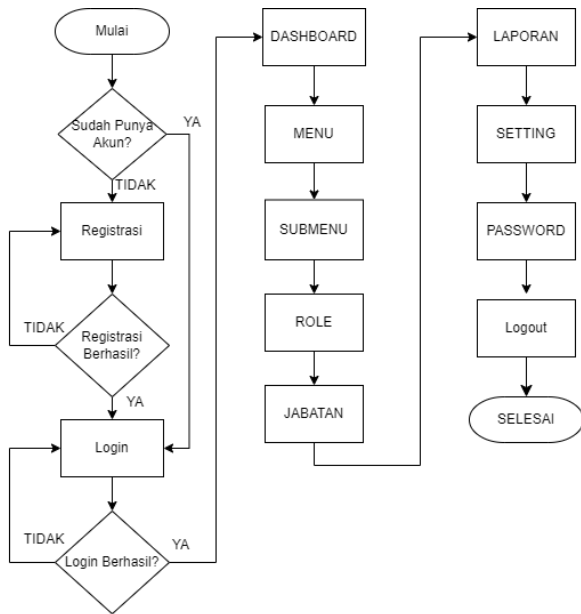 Mulai
Sudah Punya
Akun?
YA
TIDAK
Registrasi
TIDAK
Registrasi
Berhasil?
YA
Login
TIDAK
Login Berhasil?
YA
DASHBOARD
MENU
SUBMENU
ROLE
JABATAN
LAPORAN
SETTING
PASSWORD
Logout
SELESAI